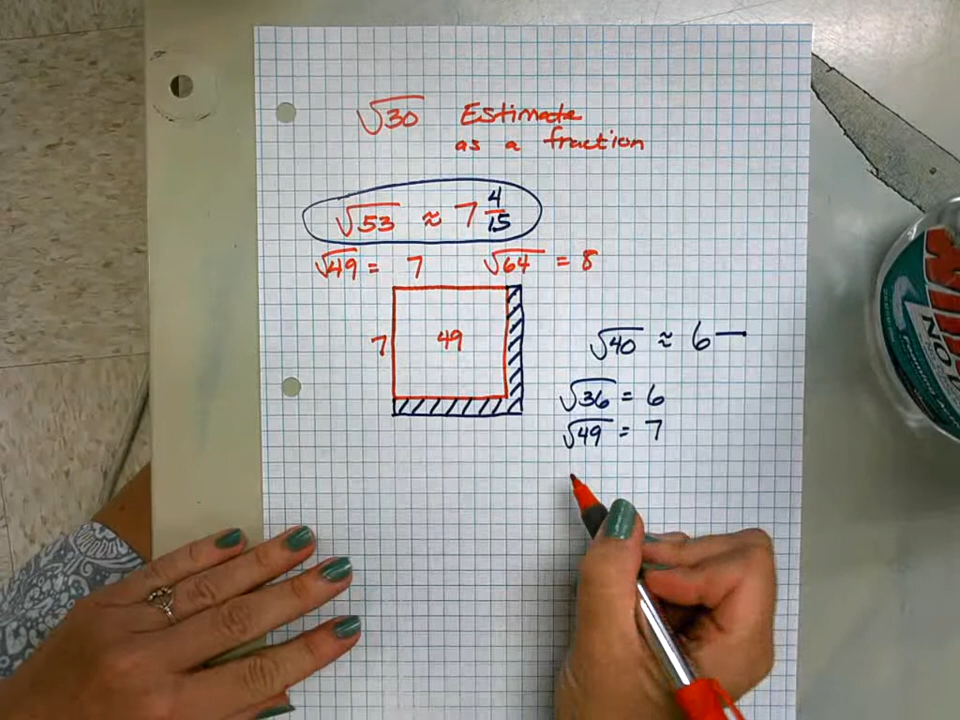 √30 Estimate
as a fraction
√53 ≈ 7 4/15
√49 = 7 √64 = 8
7 49
√40 ≈ 6 —
√36 = 6
√49 = 7
NOW